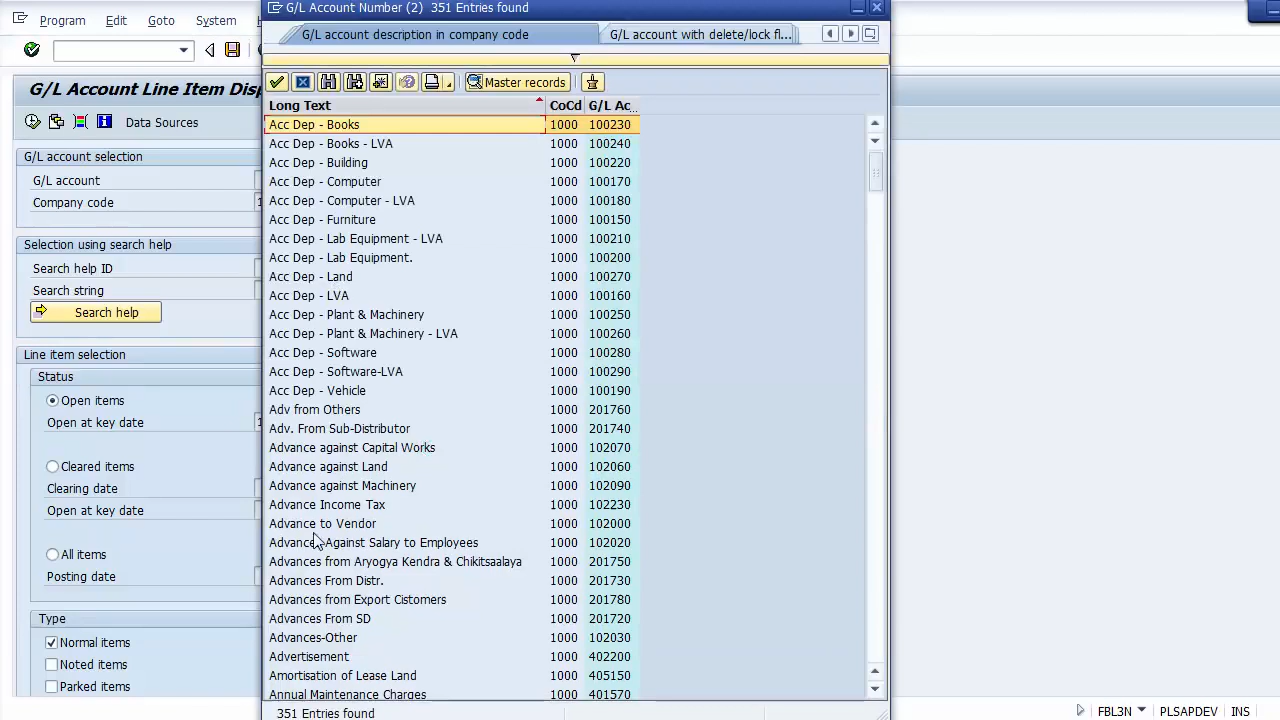 Program Edit Goto System
G/L Account Line Item Disp
Data Sources
G/L account selection
G/L account
Company code
Selection using search help
Search help ID
Search string
Search help
Line item selection
Status
Open items
Open at key date
Cleared items
Clearing date
Open at key date
All items
Posting date
Type
Normal items
Noted items
Parked items
G/L Account Number (2) 351 Entries found
G/L account description in company code
G/L account with delete/lock fl...
Master records
Long Text CoCd G/L Ac..
Acc Dep - Books 1000 100230
Acc Dep - Books - LVA 1000 100240
Acc Dep - Building 1000 100220
Acc Dep - Computer 1000 100170
Acc Dep - Computer - LVA 1000 100180
Acc Dep - Furniture 1000 100150
Acc Dep - Lab Equipment - LVA 1000 100210
Acc Dep - Lab Equipment. 1000 100200
Acc Dep - Land 1000 100270
Acc Dep - LVA 1000 100160
Acc Dep - Plant & Machinery 1000 100250
Acc Dep - Plant & Machinery - LVA 1000 100260
Acc Dep - Software 1000 100280
Acc Dep - Software-LVA 1000 100290
Acc Dep - Vehicle 1000 100190
Adv from Others 1000 201760
Adv. From Sub-Distributor 1000 201740
Advance against Capital Works 1000 102070
Advance against Land 1000 102060
Advance against Machinery 1000 102090
Advance Income Tax 1000 102230
Advance to Vendor 1000 102000
Advance Against Salary to Employees 1000 102020
Advances from Aryogya Kendra & Chikitsaalaya 1000 201750
Advances From Distr. 1000 201730
Advances from Export Cistomers 1000 201780
Advances From SD 1000 201720
Advances-Other 1000 102030
Advertisement 1000 402200
Amortisation of Lease Land 1000 405150
Annual Maintenance Charges 1000 401570
351 Entries found
FBL3N PLSAPDEV INS